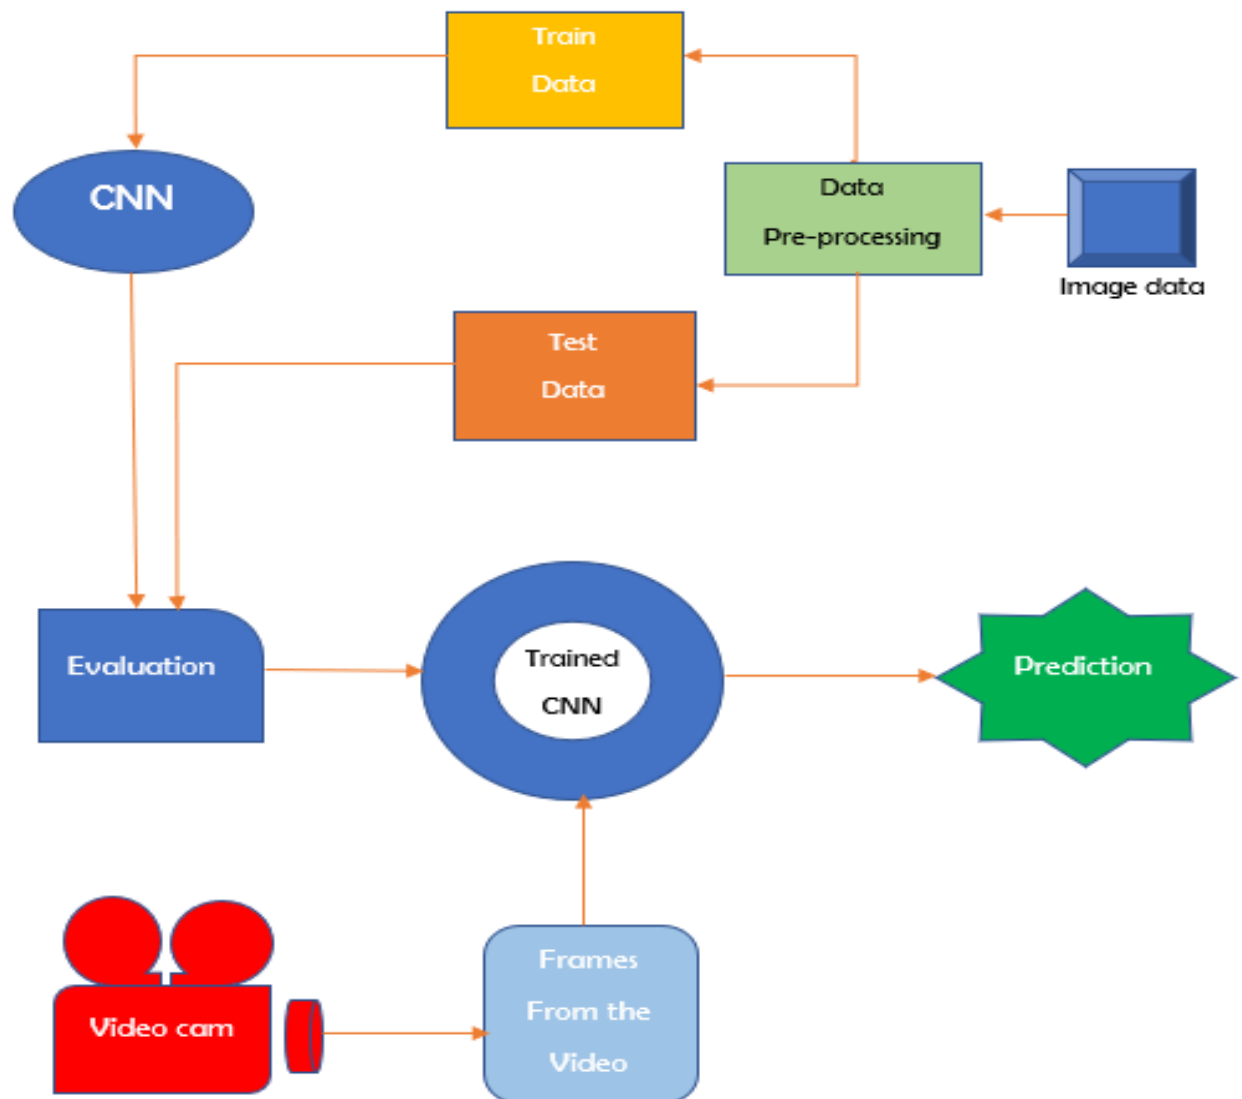 Train
Data
CNN
Data
Pre-processing
Image data
Test
Data
Evaluation
Trained
CNN
Prediction
Video cam
Frames
From the
Video